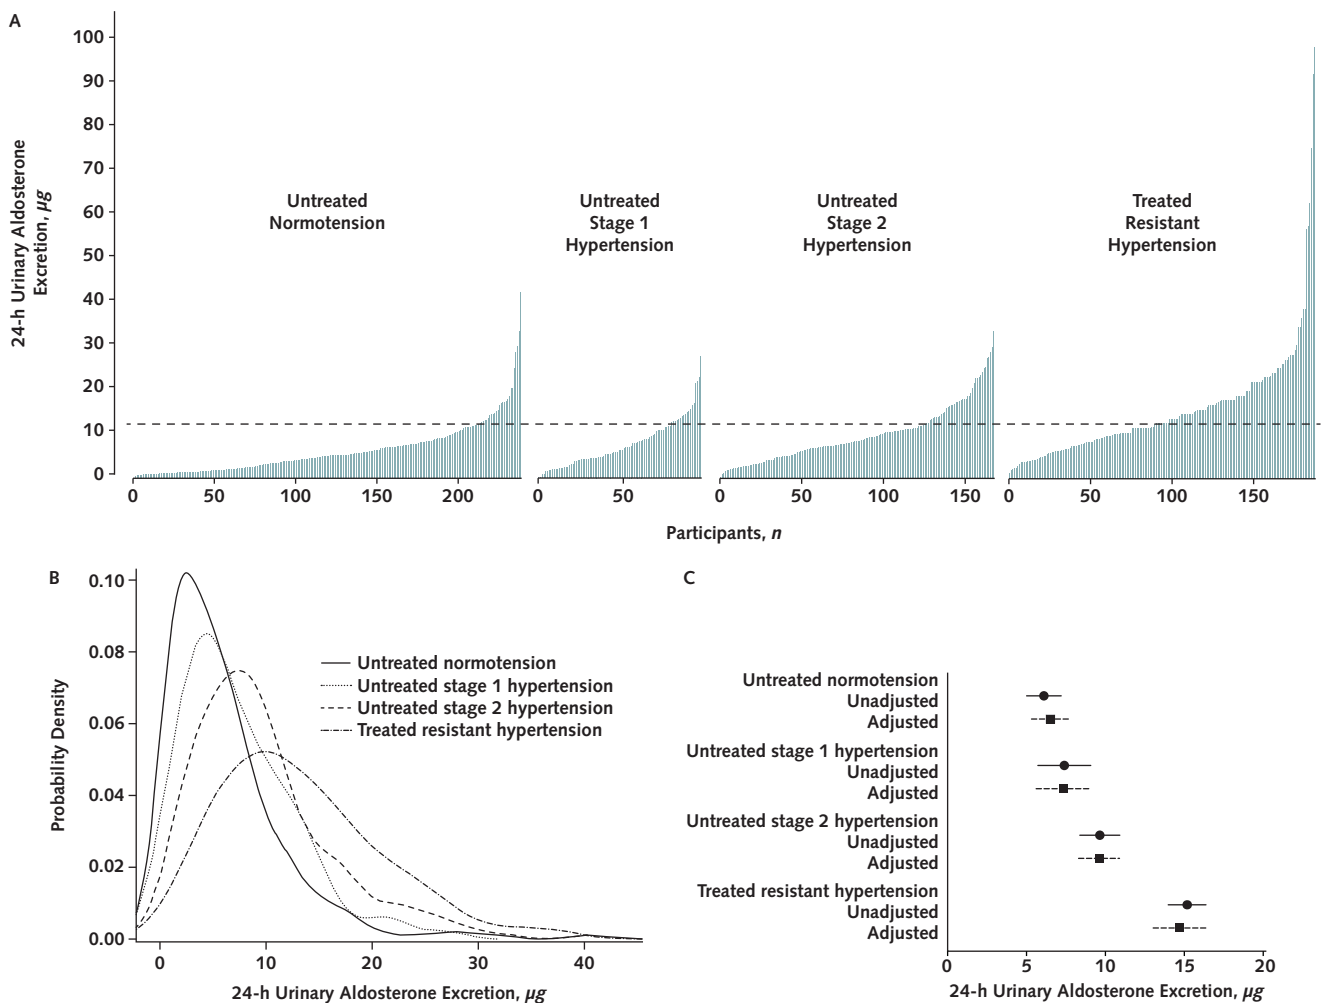 A
24-h Urinary Aldosterone
Excretion, µg
100
90
80
70
60
50
40
30
20
10
0
Untreated
Normotension
Untreated
Stage 1
Hypertension
Untreated
Stage 2
Hypertension
Treated
Resistant
Hypertension
0 50 100 150 200
0 50
0 50 100 150
0 50 100 150
Participants, n
B
Probability Density
0.10
0.08
0.06
0.04
0.02
0.00
Untreated normotension
Untreated stage 1 hypertension
Untreated stage 2 hypertension
Treated resistant hypertension
0 10 20 30 40
24-h Urinary Aldosterone Excretion, µg
C
Untreated normotension
Unadjusted
Adjusted
Untreated stage 1 hypertension
Unadjusted
Adjusted
Untreated stage 2 hypertension
Unadjusted
Adjusted
Treated resistant hypertension
Unadjusted
Adjusted
0 5 10 15 20
24-h Urinary Aldosterone Excretion, µg